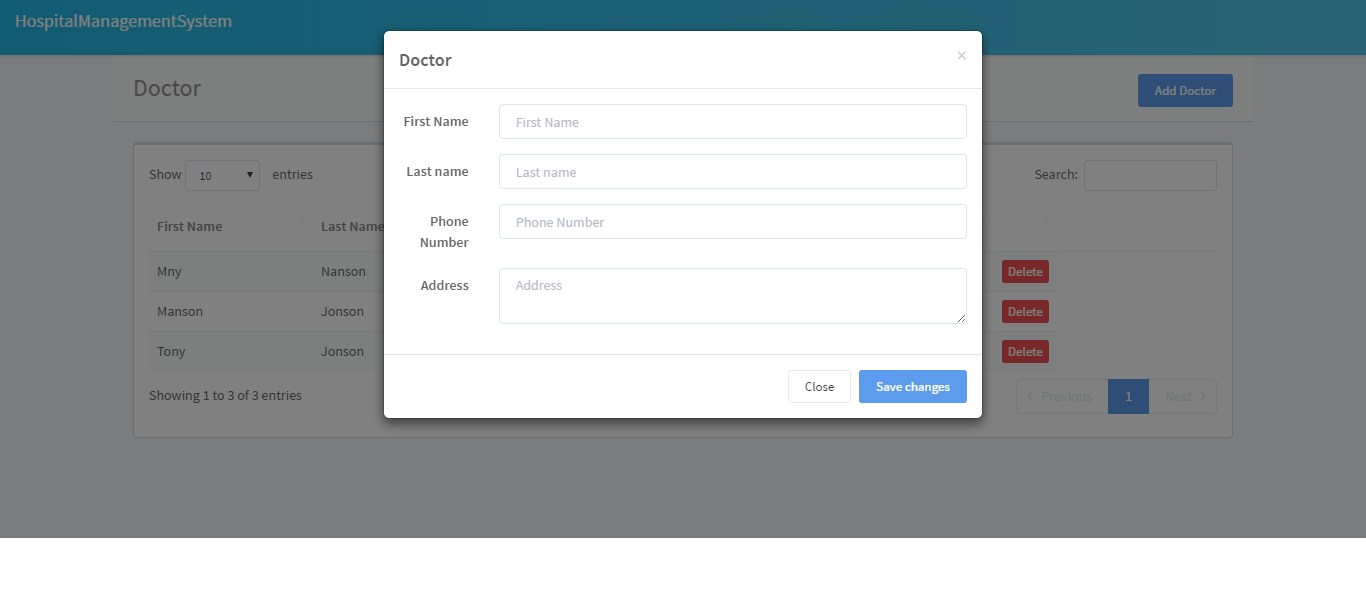 HospitalManagementSystem
Doctor
Add Doctor
Show 10 entries
Search:
First Name Last Name
Mny Nanson Delete
Manson Jonson Delete
Tony Jonson Delete
Showing 1 to 3 of 3 entries
Previous 1 Next
Doctor ×
First Name First Name
Last name Last name
Phone Number Phone Number
Address Address
Close Save changes